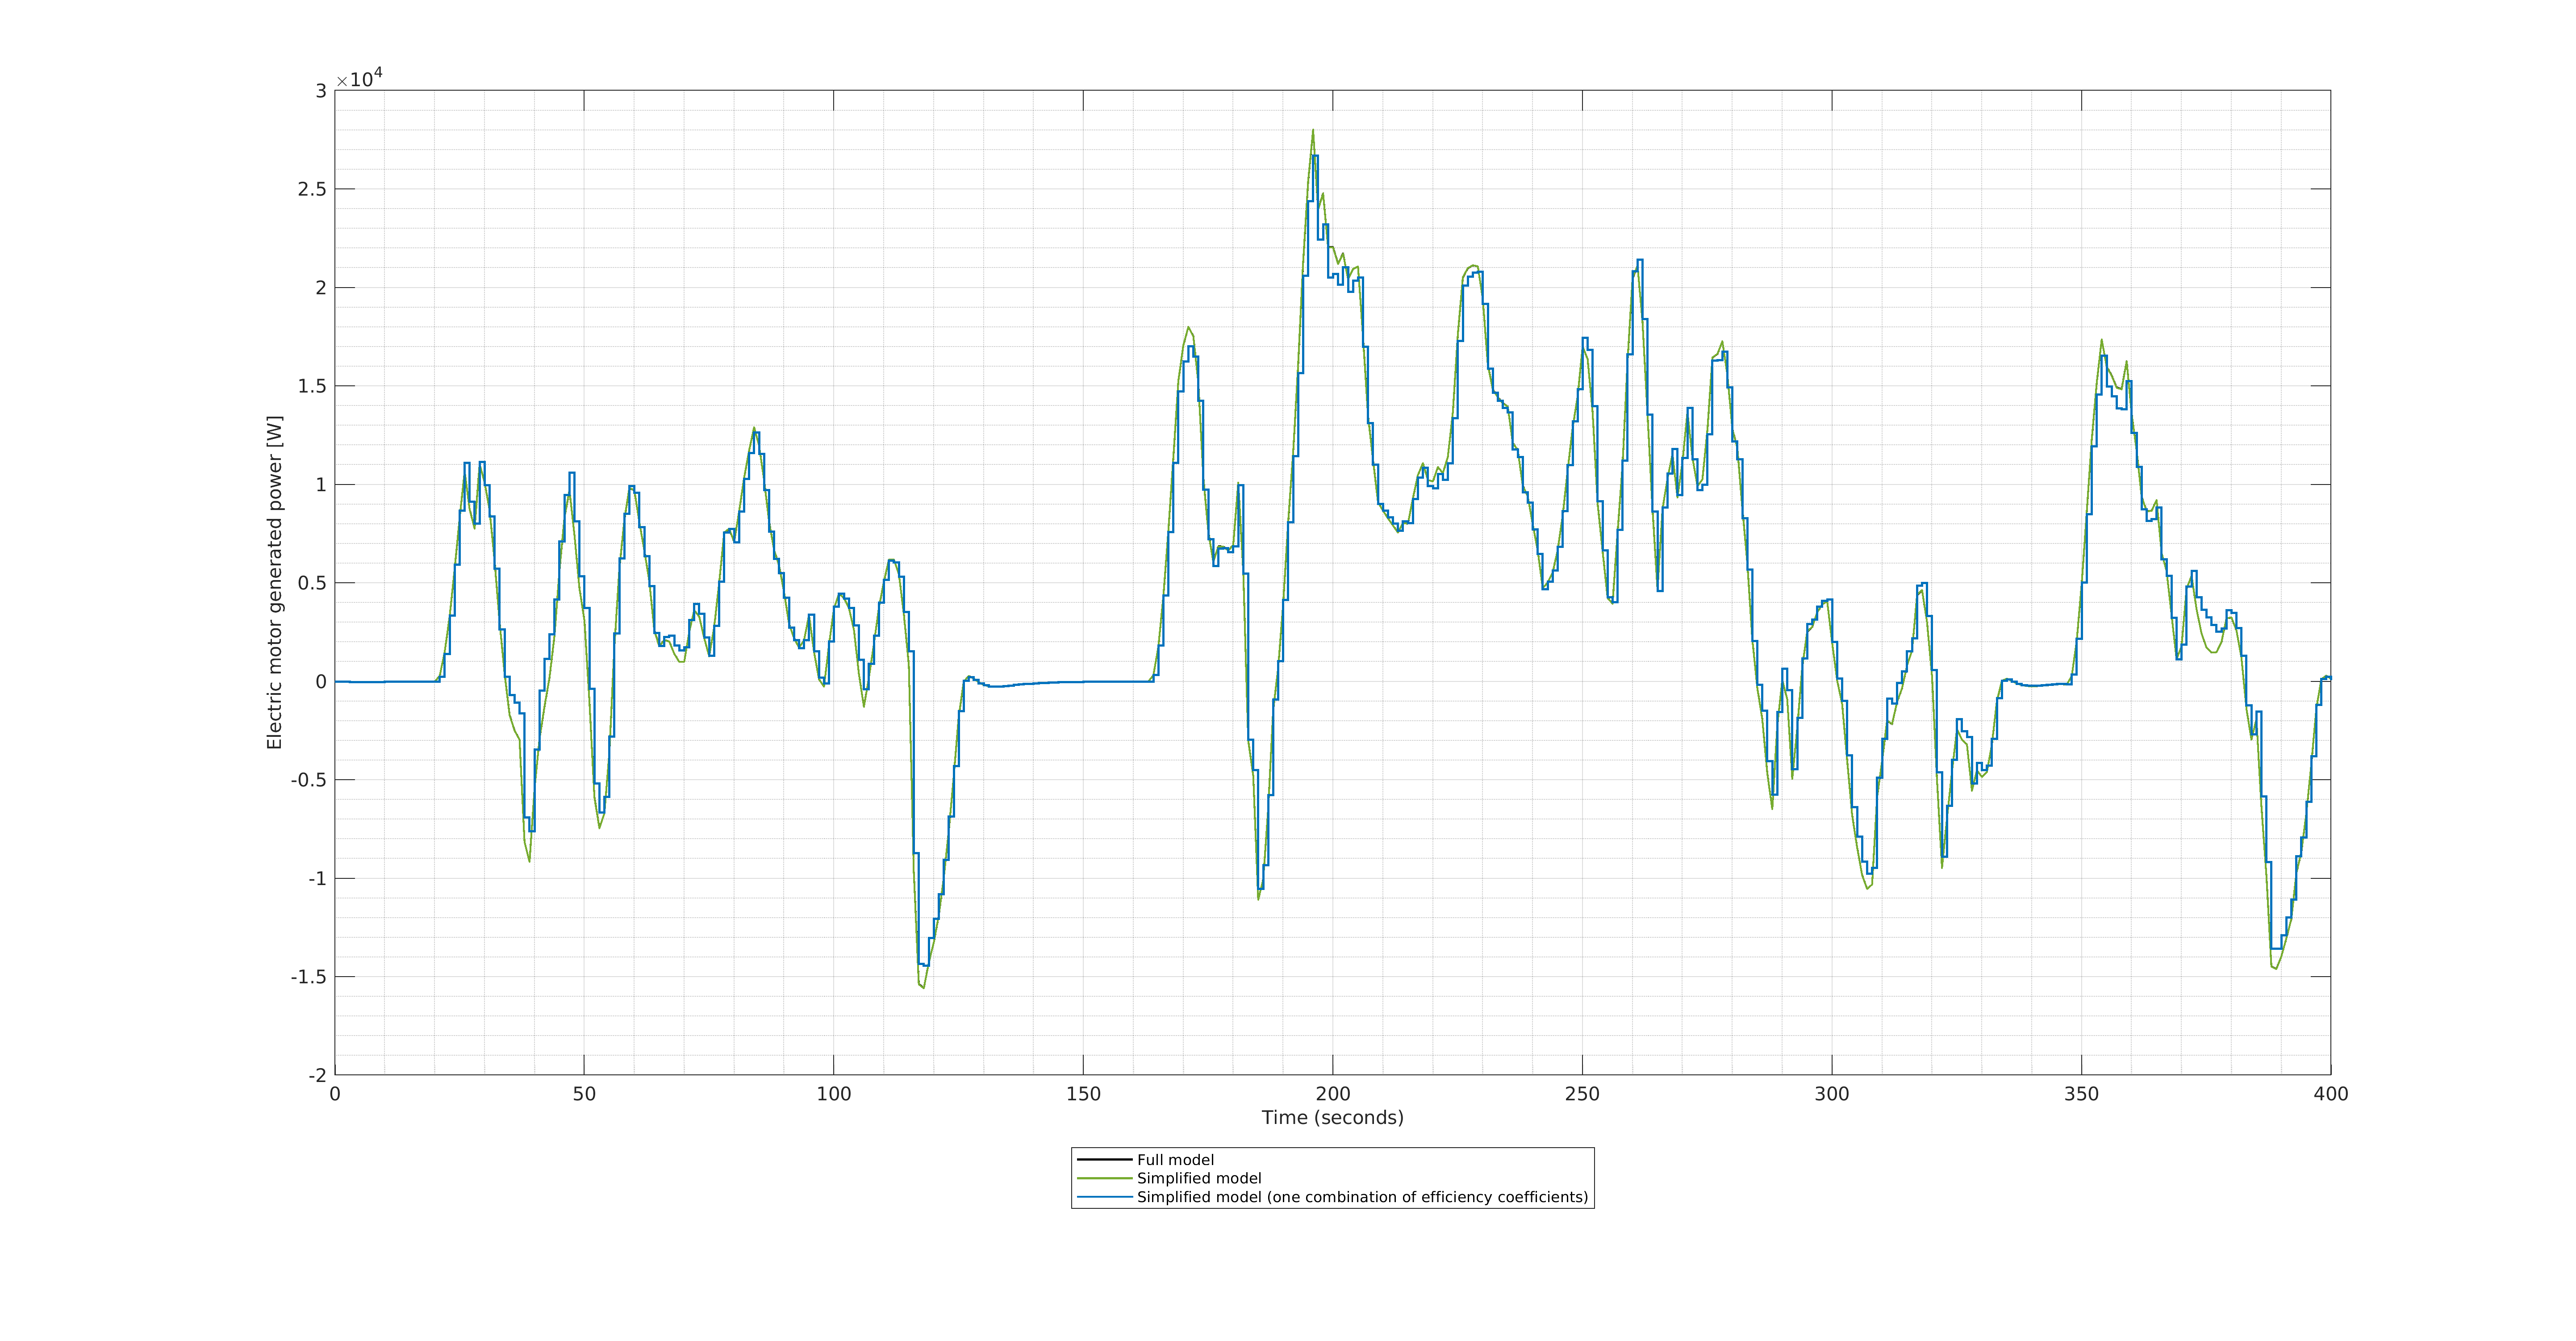 ×10⁴
3
2.5
2
1.5
1
0.5
0
-0.5
-1
-1.5
-2
Electric motor generated power [W]
0 50 100 150 200 250 300 350 400
Time (seconds)
Full model
Simplified model
Simplified model (one combination of efficiency coefficients)